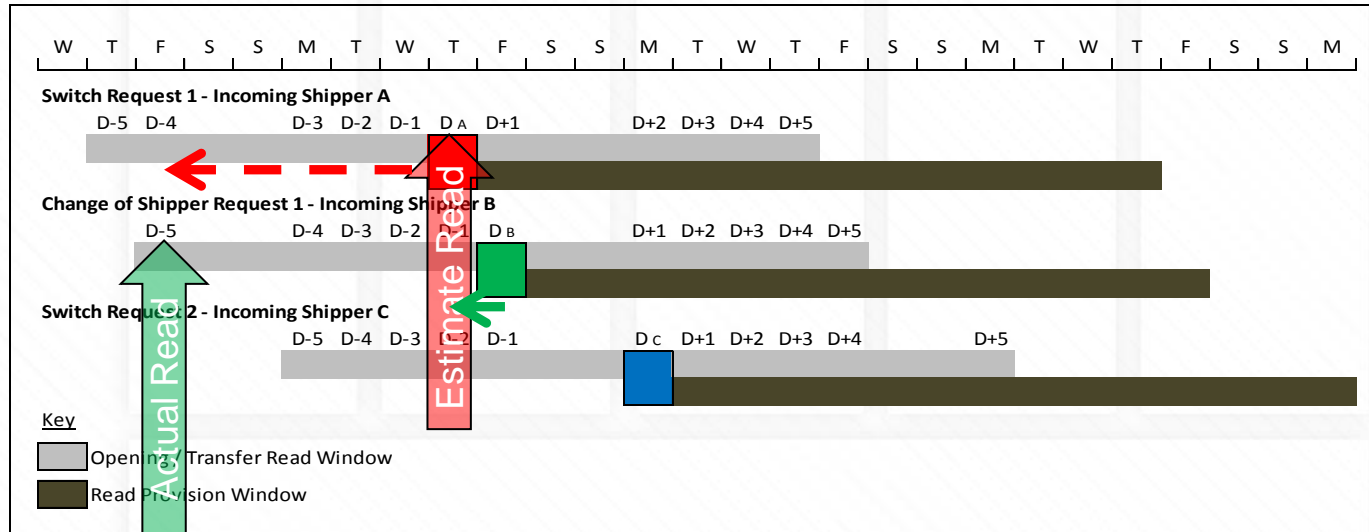 W T F S S M T W T F S S M T W T F S S M T W T F S S M
Switch Request 1 - Incoming Shipper A
D-5 D-4 D-3 D-2 D-1 D A D+1 D+2 D+3 D+4 D+5
Change of Shipper Request 1 - Incoming Shipper B
D-5 D-4 D-3 D-2 D-1 D B D+1 D+2 D+3 D+4 D+5
Switch Request 2 - Incoming Shipper C
D-5 D-4 D-3 D-2 D-1 D C D+1 D+2 D+3 D+4 D+5
Actual Read
Estimate Read
Key
Opening / Transfer Read Window
Read Provision Window